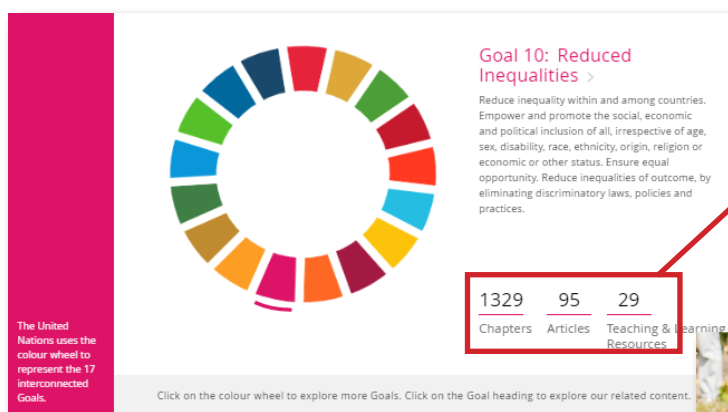 Goal 10: Reduced
Inequalities >
Reduce inequality within and among countries.
Empower and promote the social, economic
and political inclusion of all, irrespective of age,
sex, disability, race, ethnicity, origin, religion or
economic or other status. Ensure equal
opportunity. Reduce inequalities of outcome, by
eliminating discriminatory laws, policies and
practices.
1329 95 29
Chapters Articles Teaching & Learning
Resources
The United
Nations uses the
colour wheel to
represent the 17
interconnected
Goals.
Click on the colour wheel to explore more Goals. Click on the Goal heading to explore our related content.